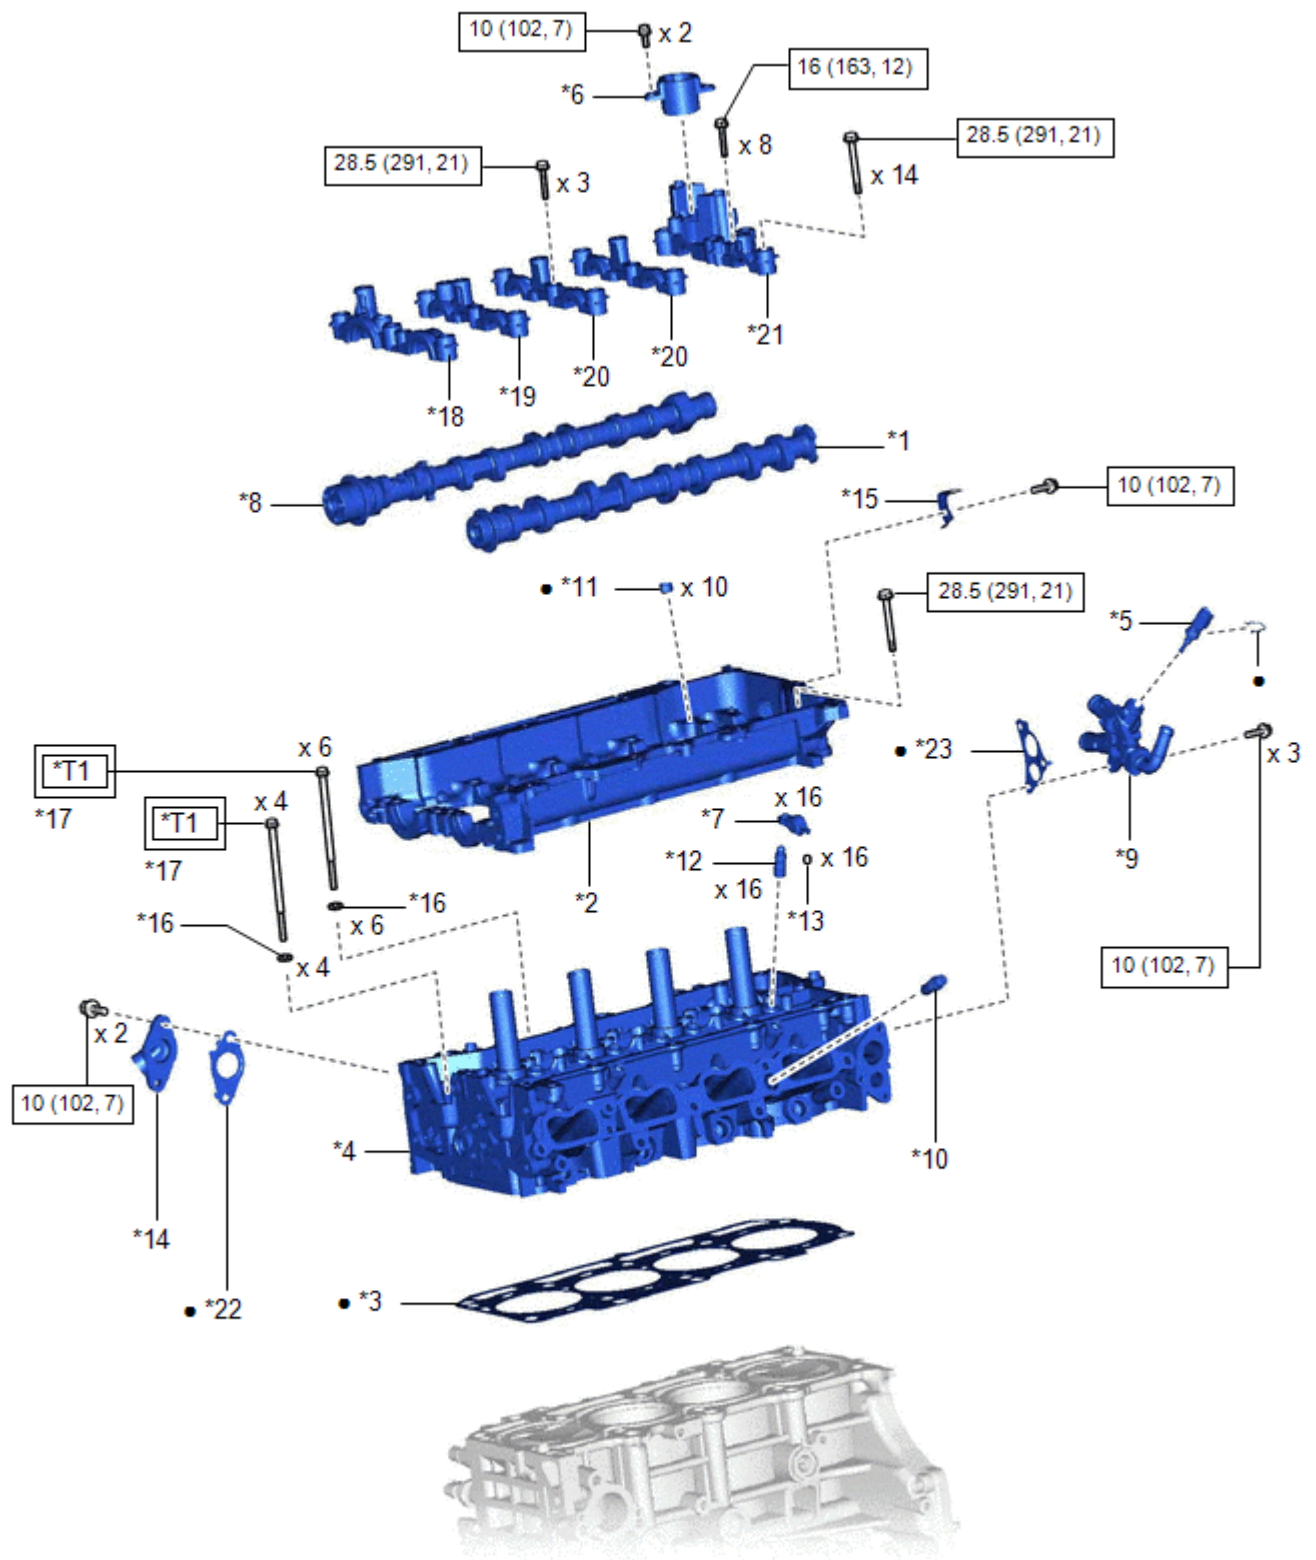 10 (102, 7)
x 2
16 (163, 12)
*6
28.5 (291, 21)
x 8
28.5 (291, 21)
x 3
x 14
*21
*20
*20
*19
*18
*1
*8
*15
10 (102, 7)
● *11
x 10
28.5 (291, 21)
*5
●
● *23
x 3
x 6
*T1
*17
x 4
*T1
*17
x 16
*7
*12
x 16
x 16
*13
*9
*2
*16
x 6
*16
x 4
10 (102, 7)
x 2
10 (102, 7)
*4
*10
*14
● *22
● *3